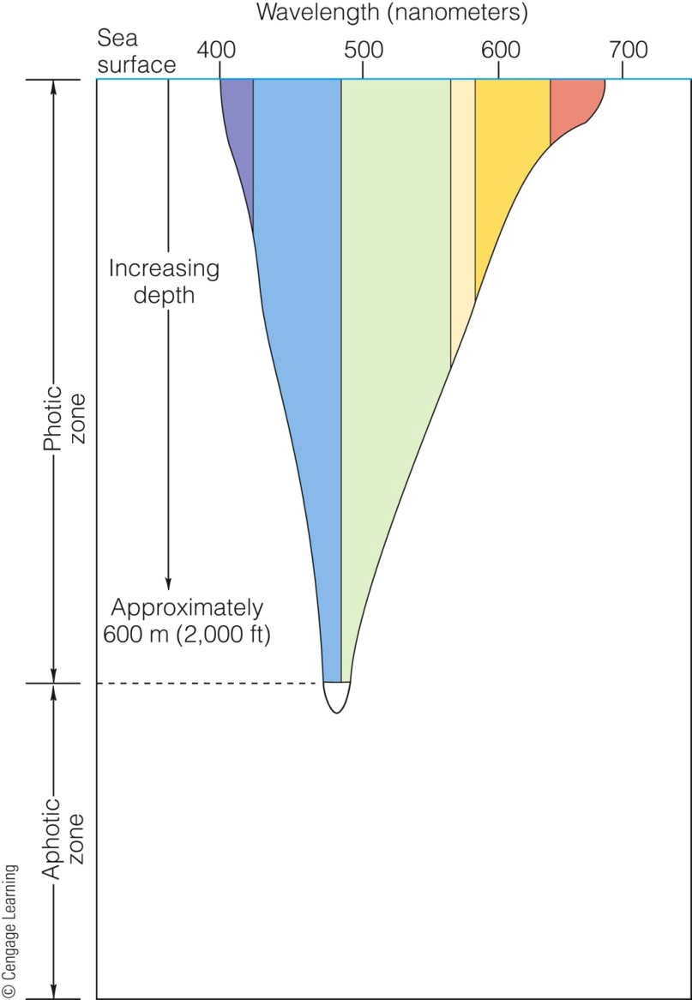 Wavelength (nanometers)
Sea
surface
400 500 600 700
Increasing
depth
Photic
zone
Approximately
600 m (2,000 ft)
Aphotic
zone
© Cengage Learning